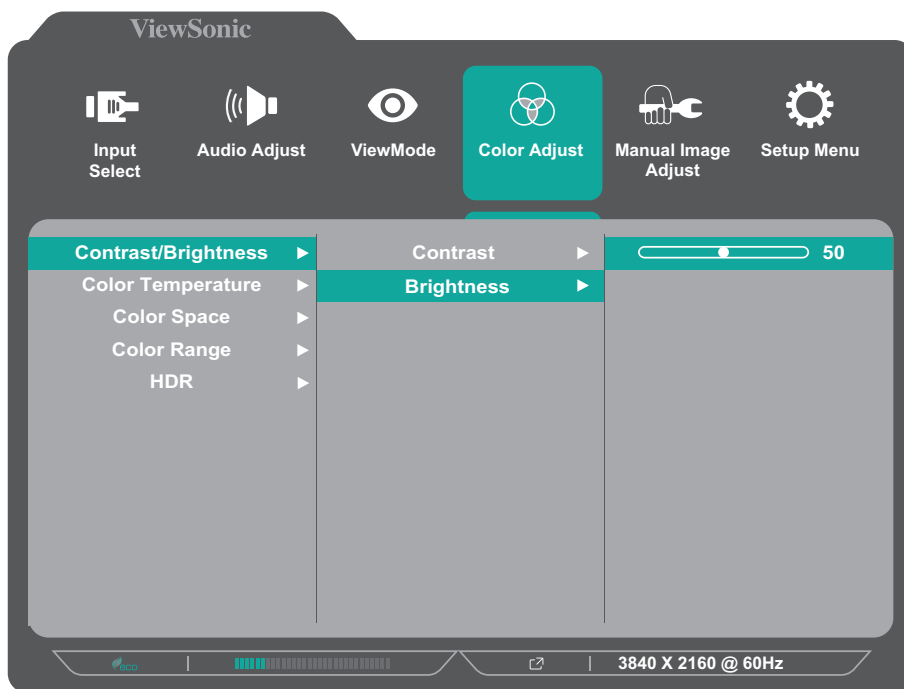 ViewSonic
Input Select
Audio Adjust
ViewMode
Color Adjust
Manual Image Adjust
Setup Menu
Contrast/Brightness
Contrast
50
Color Temperature
Brightness
Color Space
Color Range
HDR
eco
3840 X 2160 @ 60Hz